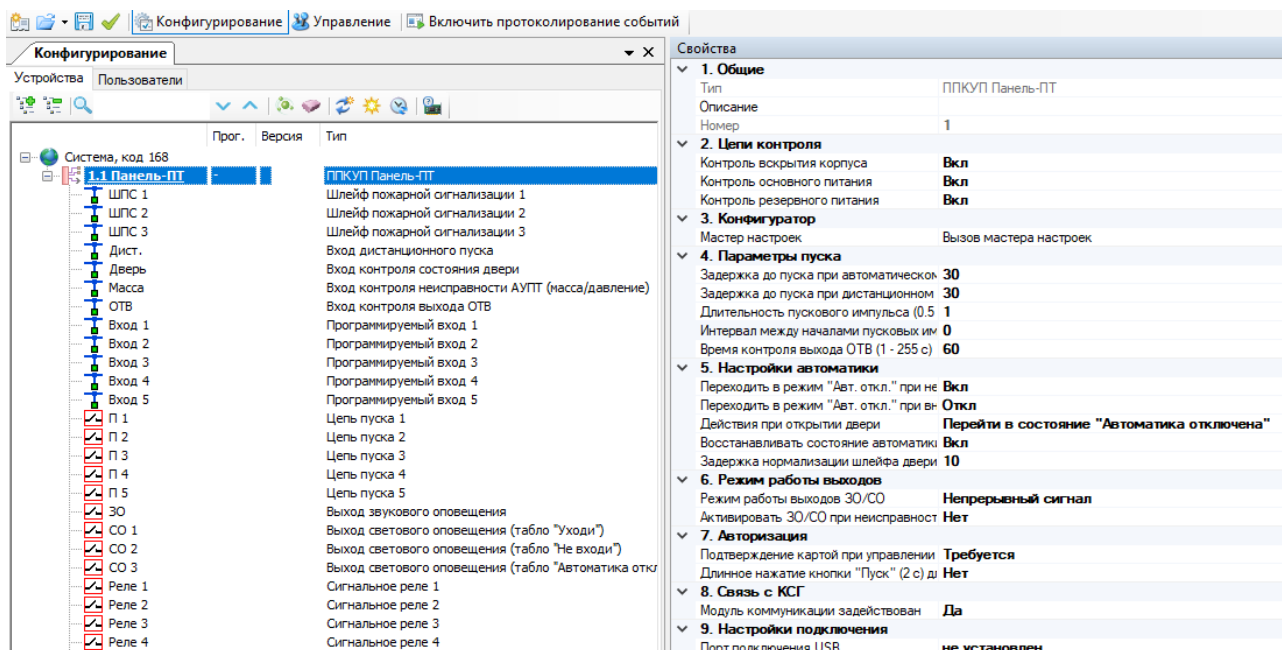 Конфигурирование Управление Включить протоколирование событий
Конфигурирование
Устройства Пользователи
Прог. Версия Тип
Система, код 168
1.1 Панель-ПТ - ППКУП Панель-ПТ
ШПС 1 Шлейф пожарной сигнализации 1
ШПС 2 Шлейф пожарной сигнализации 2
ШПС 3 Шлейф пожарной сигнализации 3
Дист. Вход дистанционного пуска
Дверь Вход контроля состояния двери
Масса Вход контроля неисправности АУПТ (масса/давление)
ОТВ Вход контроля выхода ОТВ
Вход 1 Программируемый вход 1
Вход 2 Программируемый вход 2
Вход 3 Программируемый вход 3
Вход 4 Программируемый вход 4
Вход 5 Программируемый вход 5
П 1 Цепь пуска 1
П 2 Цепь пуска 2
П 3 Цепь пуска 3
П 4 Цепь пуска 4
П 5 Цепь пуска 5
ЗО Выход звукового оповещения
СО 1 Выход светового оповещения (табло "Уходи")
СО 2 Выход светового оповещения (табло "Не входи")
СО 3 Выход светового оповещения (табло "Автоматика откл
Реле 1 Сигнальное реле 1
Реле 2 Сигнальное реле 2
Реле 3 Сигнальное реле 3
Реле 4 Сигнальное реле 4
Свойства
1. Общие
Тип ППКУП Панель-ПТ
Описание
Номер 1
2. Цепи контроля
Контроль вскрытия корпуса Вкл
Контроль основного питания Вкл
Контроль резервного питания Вкл
3. Конфигуратор
Мастер настроек Вызов мастера настроек
4. Параметры пуска
Задержка до пуска при автоматическом 30
Задержка до пуска при дистанционном 30
Длительность пускового импульса (0.5 1
Интервал между началами пусковых им 0
Время контроля выхода ОТВ (1 - 255 с) 60
5. Настройки автоматики
Переходить в режим "Авт. откл." при не Вкл
Переходить в режим "Авт. откл." при вн Откл
Действия при открытии двери Перейти в состояние "Автоматика отключена"
Восстанавливать состояние автоматики Вкл
Задержка нормализации шлейфа двери 10
6. Режим работы выходов
Режим работы выходов ЗО/СО Непрерывный сигнал
Активировать ЗО/СО при неисправност Нет
7. Авторизация
Подтверждение картой при управлении Требуется
Длинное нажатие кнопки "Пуск" (2 с) дл Нет
8. Связь с КСГ
Модуль коммуникации задействован Да
9. Настройки подключения
Порт подключения USB не установлен